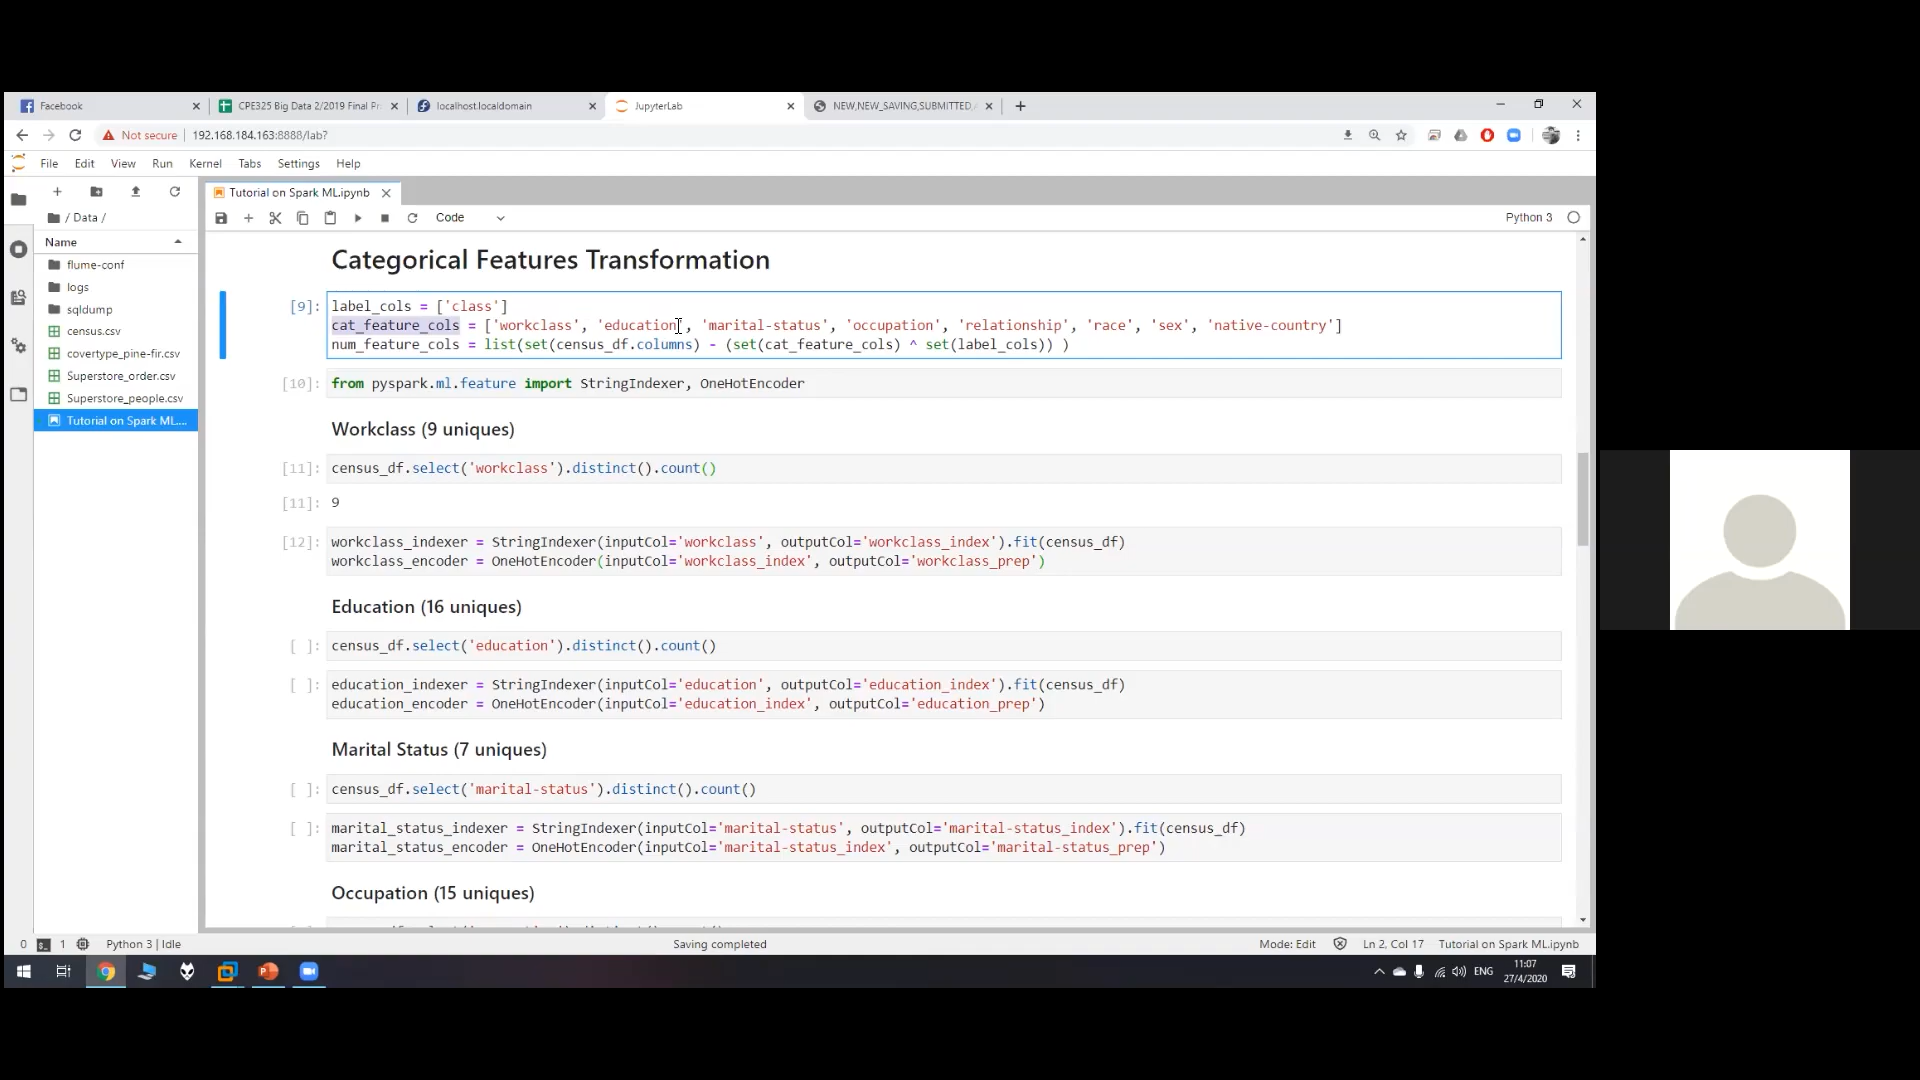 Facebook
CPE325 Big Data 2/2019 Final Pr
localhost.localdomain
JupyterLab
NEW,NEW_SAVING,SUBMITTED,
Not secure
192.168.184.163:8888/lab?
File Edit View Run Kernel Tabs Settings Help
Tutorial on Spark ML.ipynb
/ Data /
Code
Python 3
Name
flume-conf
logs
sqldump
census.csv
covertype_pine-fir.csv
Superstore_order.csv
Superstore_people.csv
Tutorial on Spark ML....
Categorical Features Transformation
[9]: label_cols = ['class']
cat_feature_cols = ['workclass', 'education', 'marital-status', 'occupation', 'relationship', 'race', 'sex', 'native-country']
num_feature_cols = list(set(census_df.columns) - (set(cat_feature_cols) ^ set(label_cols)) )
[10]: from pyspark.ml.feature import StringIndexer, OneHotEncoder
Workclass (9 uniques)
[11]: census_df.select('workclass').distinct().count()
[11]: 9
[12]: workclass_indexer = StringIndexer(inputCol='workclass', outputCol='workclass_index').fit(census_df)
workclass_encoder = OneHotEncoder(inputCol='workclass_index', outputCol='workclass_prep')
Education (16 uniques)
[ ]: census_df.select('education').distinct().count()
[ ]: education_indexer = StringIndexer(inputCol='education', outputCol='education_index').fit(census_df)
education_encoder = OneHotEncoder(inputCol='education_index', outputCol='education_prep')
Marital Status (7 uniques)
[ ]: census_df.select('marital-status').distinct().count()
[ ]: marital_status_indexer = StringIndexer(inputCol='marital-status', outputCol='marital-status_index').fit(census_df)
marital_status_encoder = OneHotEncoder(inputCol='marital-status_index', outputCol='marital-status_prep')
Occupation (15 uniques)
0 1 Python 3 | Idle
Saving completed
Mode: Edit
Ln 2, Col 17
Tutorial on Spark ML.ipynb
ENG
11:07
27/4/2020